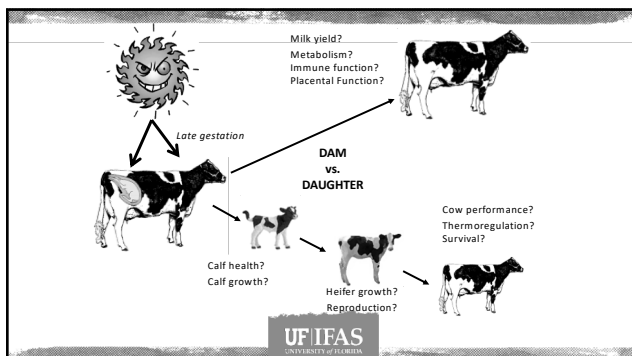 Milk yield?
Metabolism?
Immune function?
Placental Function?
Late gestation
DAM
vs.
DAUGHTER
Cow performance?
Thermoregulation?
Survival?
Calf health?
Calf growth?
Heifer growth?
Reproduction?
UF|IFAS
UNIVERSITY of FLORIDA